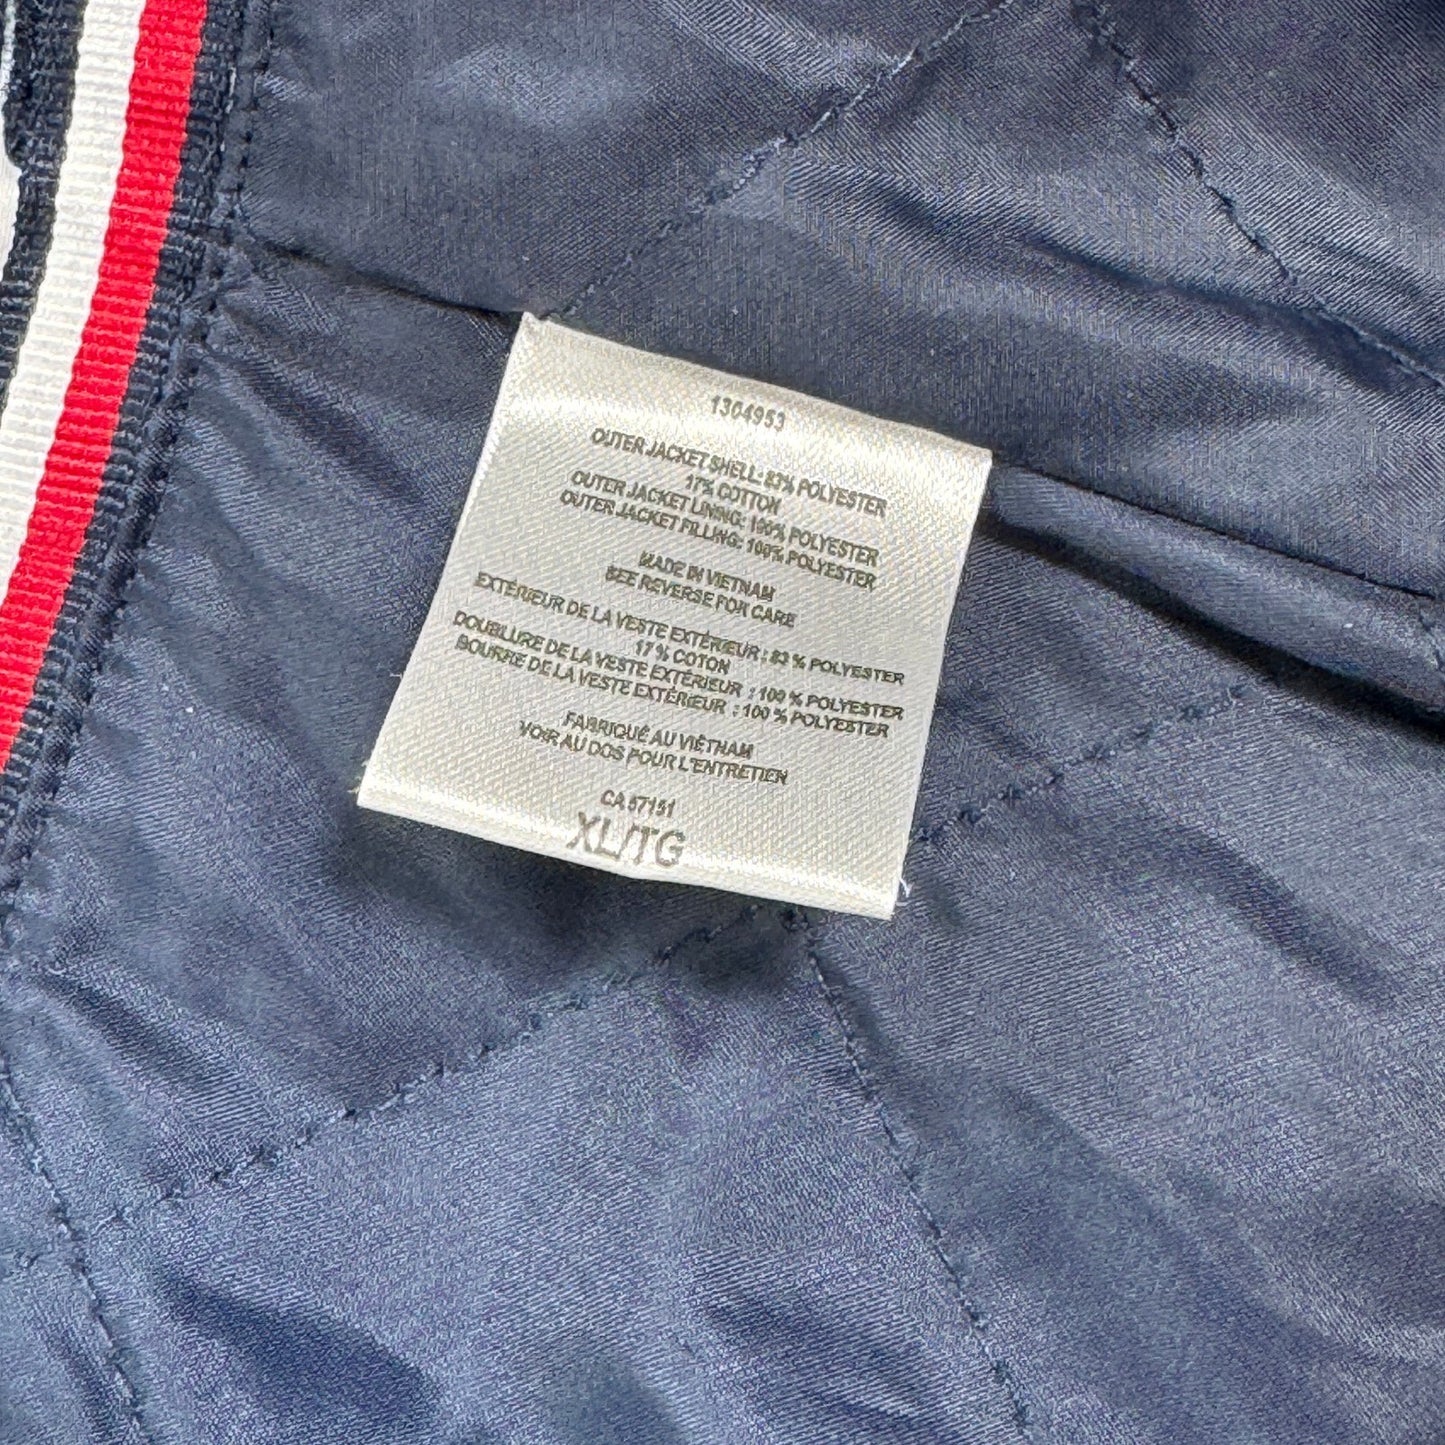 1304953
OUTER JACKET SHELL: 83% POLYESTER
17% COTTON
OUTER JACKET LINING: 100% POLYESTER
OUTER JACKET FILLING: 100% POLYESTER
MADE IN VIETNAM
SEE REVERSE FOR CARE
EXTÉRIEUR DE LA VESTE EXTÉRIEUR : 83 % POLYESTER
17 % COTON
DOUBLURE DE LA VESTE EXTÉRIEUR : 100 % POLYESTER
BOURRE DE LA VESTE EXTÉRIEUR : 100 % POLYESTER
FABRIQUÉ AU VIÊTNAM
VOIR AU DOS POUR L'ENTRETIEN
CA 57151
XL/TG